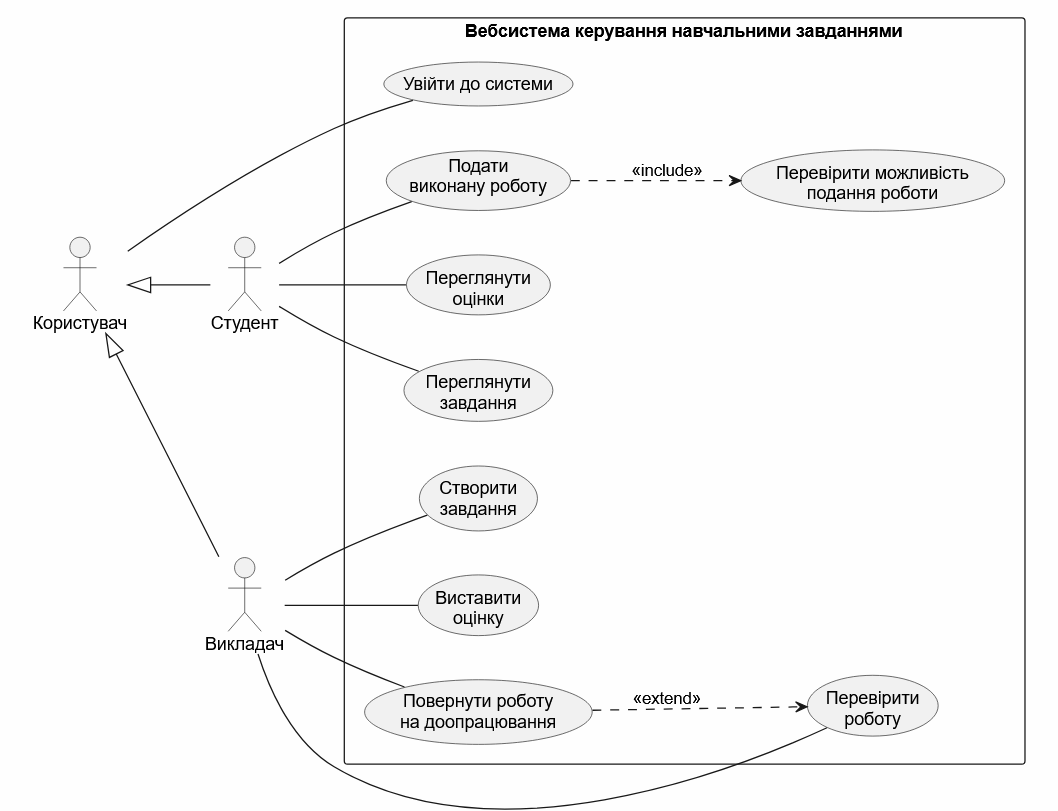 Вебсистема керування навчальними завданнями
Увійти до системи
Подати
виконану роботу
«include»
Перевірити можливість
подання роботи
Користувач
Студент
Переглянути
оцінки
Переглянути
завдання
Створити
завдання
Викладач
Виставити
оцінку
Повернути роботу
на доопрацювання
«extend»
Перевірити
роботу